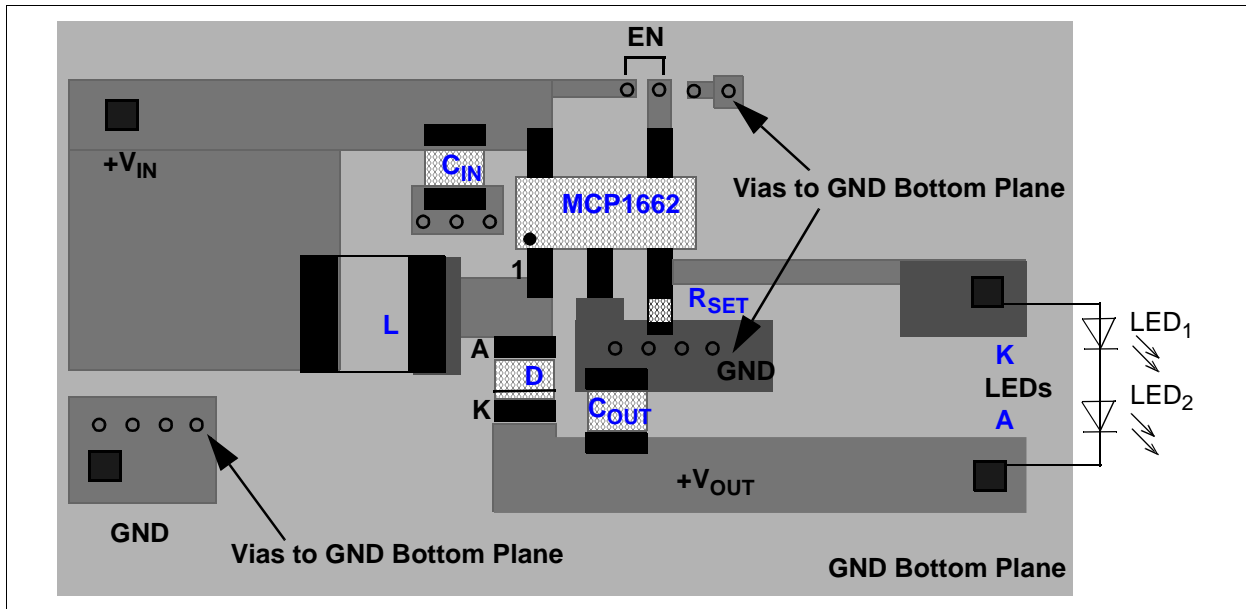 EN
+VIN
CIN
Vias to GND Bottom Plane
MCP1662
1
RSET
L
A
D
K
GND
COUT
K
LEDs
A
LED1
LED2
+VOUT
GND
Vias to GND Bottom Plane
GND Bottom Plane